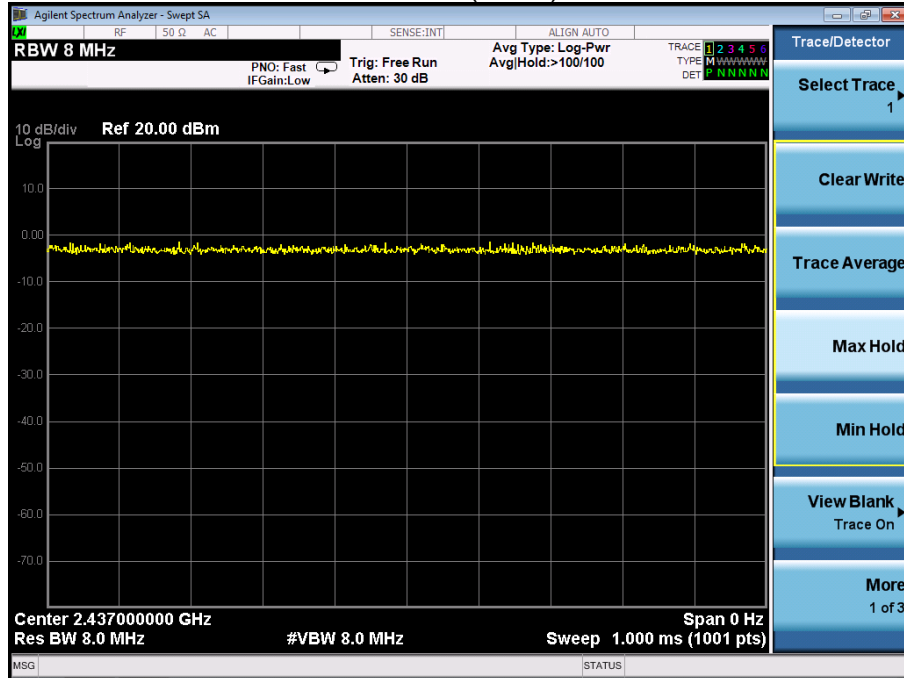 Agilent Spectrum Analyzer - Swept SA
LXI RF 50 Ω AC SENSE:INT ALIGN AUTO
RBW 8 MHz
PNO: Fast
IFGain:Low
Trig: Free Run
Atten: 30 dB
Avg Type: Log-Pwr
Avg|Hold:>100/100
TRACE 1 2 3 4 5 6
TYPE M WWWWW
DET P N N N N N
10 dB/div Ref 20.00 dBm
Log
10.0
0.00
-10.0
-20.0
-30.0
-40.0
-50.0
-60.0
-70.0
Center 2.437000000 GHz Span 0 Hz
Res BW 8.0 MHz #VBW 8.0 MHz Sweep 1.000 ms (1001 pts)
MSG STATUS
Trace/Detector
Select Trace
1
Clear Write
Trace Average
Max Hold
Min Hold
View Blank
Trace On
More
1 of 3